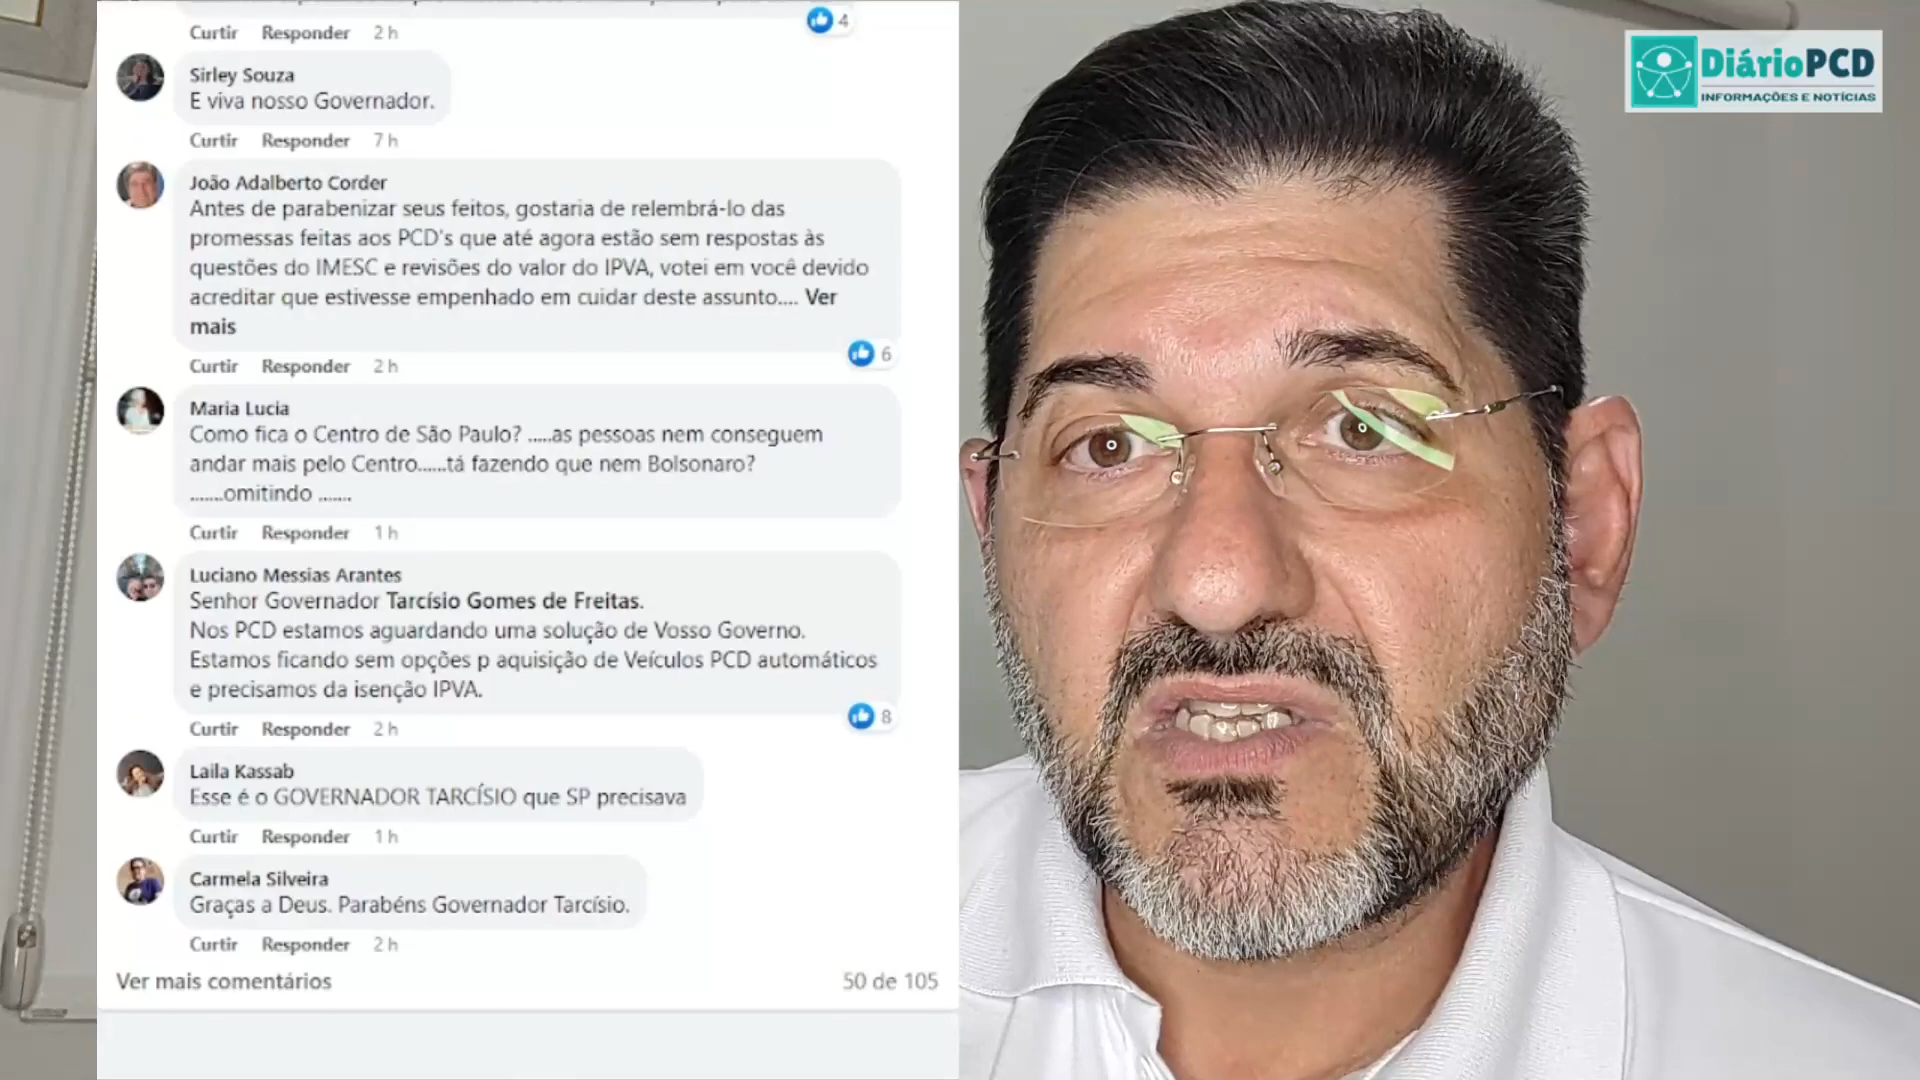 Curtir Responder 2 h
4
Sirley Souza
E viva nosso Governador.
Curtir Responder 7 h
João Adalberto Corder
Antes de parabenizar seus feitos, gostaria de relembrá-lo das
promessas feitas aos PCD's que até agora estão sem respostas às
questões do IMESC e revisões do valor do IPVA, votei em você devido
acreditar que estivesse empenhado em cuidar deste assunto.... Ver
mais
6
Curtir Responder 2 h
Maria Lucia
Como fica o Centro de São Paulo? .....as pessoas nem conseguem
andar mais pelo Centro......tá fazendo que nem Bolsonaro?
.......omitindo .......
Curtir Responder 1 h
Luciano Messias Arantes
Senhor Governador Tarcísio Gomes de Freitas.
Nos PCD estamos aguardando uma solução de Vosso Governo.
Estamos ficando sem opções p aquisição de Veículos PCD automáticos
e precisamos da isenção IPVA.
8
Curtir Responder 2 h
Laila Kassab
Esse é o GOVERNADOR TARCÍSIO que SP precisava
Curtir Responder 1 h
Carmela Silveira
Graças a Deus. Parabéns Governador Tarcísio.
Curtir Responder 2 h
Ver mais comentários 50 de 105
DiárioPCD
INFORMAÇÕES E NOTÍCIAS